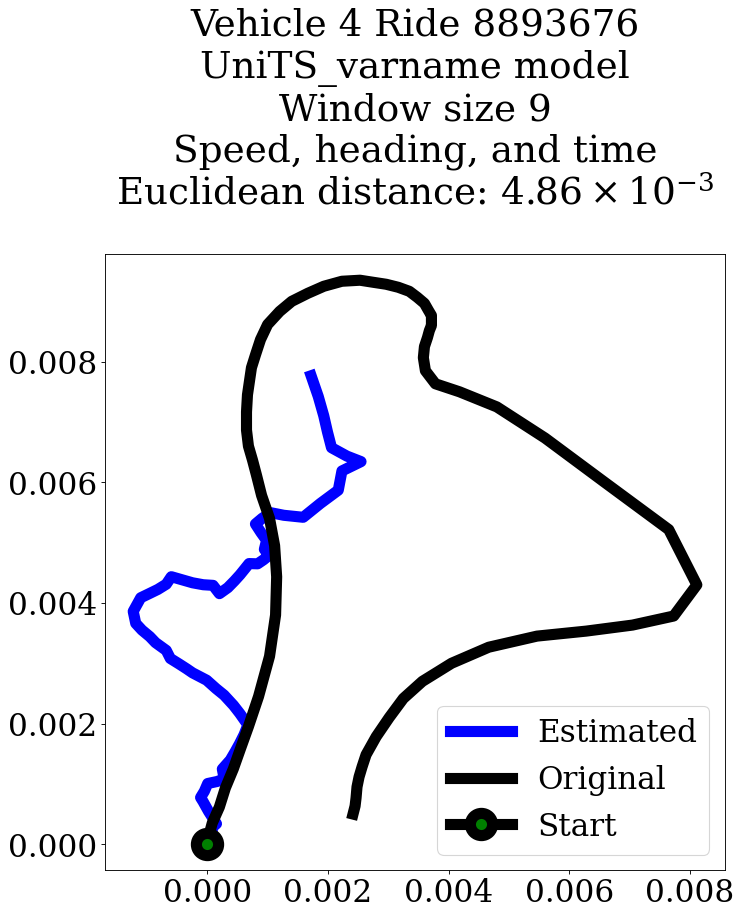 Vehicle 4 Ride 8893676
UniTS_varname model
Window size 9
Speed, heading, and time
Euclidean distance: 4.86 × 10⁻³
0.008
0.006
0.004
0.002
0.000
Estimated
Original
Start
0.000 0.002 0.004 0.006 0.008